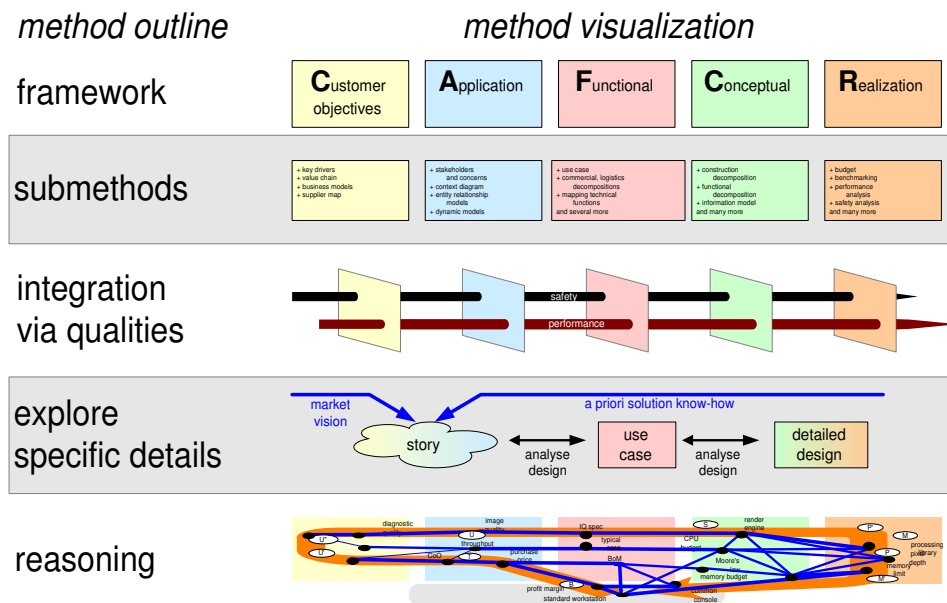 method outline
method visualization
framework
Customer
objectives
Application
Functional
Conceptual
Realization
submethods
+ key drivers
+ value chain
+ business models
+ supplier map
+ stakeholders
and concerns
+ context diagram
+ entity relationship
models
+ dynamic models
+ use case
+ commercial, logistics
decompositions
+ mapping technical
functions
and several more
+ construction
decomposition
+ functional
decomposition
+ information model
and many more
+ budget
+ benchmarking
+ performance
analysis
+ safety analysis
and many more
integration
via qualities
safety
performance
explore
specific details
market
vision
a priori solution know-how
story
analyse
design
use
case
analyse
design
detailed
design
reasoning
diagnostic
U"
U'
image
U
throughput
CoO
T
purchase
price
profit margin
B
standard workstation
IQ spec
typical
BoM
S
render
engine
CPU
Moore's
memory budget
common
console
P'
M
processing
library
P
pixel
depth
memory
limit
M'